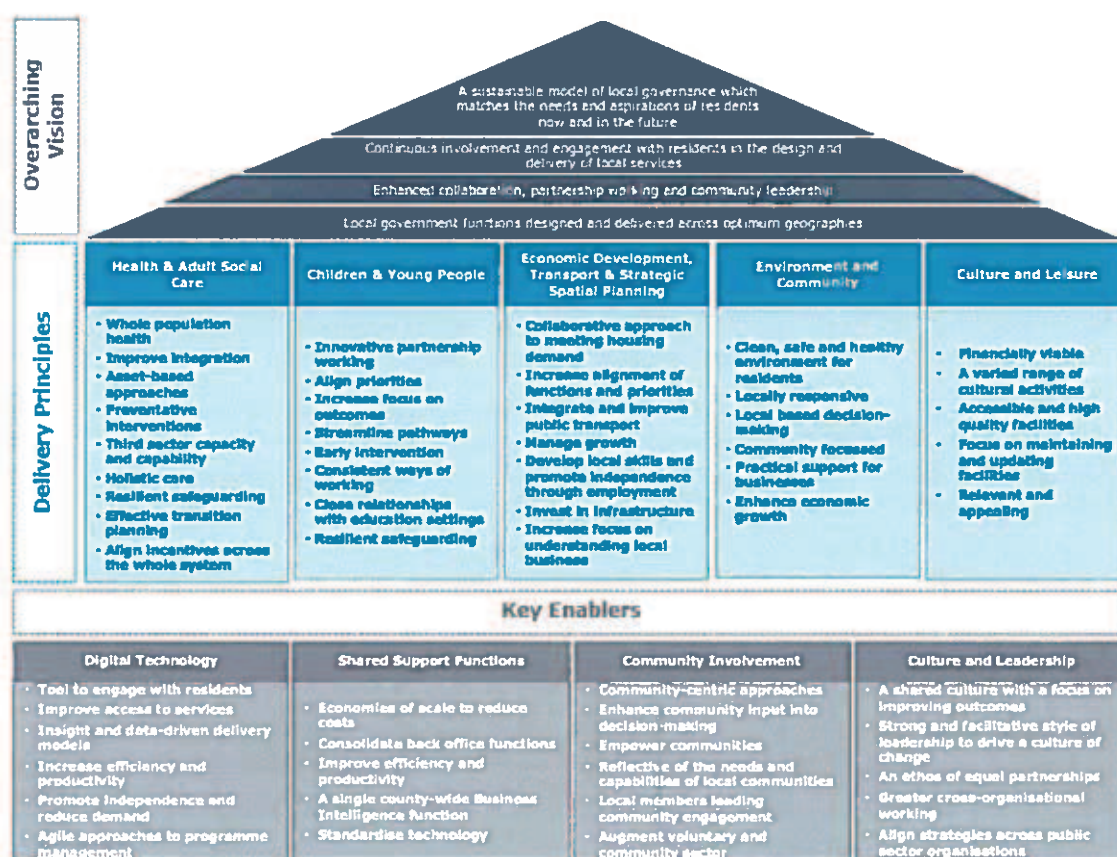 Overarching
Vision
A sustainable model of local governance which
matches the needs and aspirations of residents
now and in the future
Continuous involvement and engagement with residents in the design and
delivery of local services
Enhanced collaboration, partnership working and community leadership
Local government functions designed and delivered across optimum geographies
Delivery Principles
Health & Adult Social
Care
• Whole population
health
• Improve integration
• Asset-based
approaches
• Preventative
interventions
• Third sector capacity
and capability
• Holistic care
• Resilient safeguarding
• Effective transition
planning
• Align incentives across
the whole system
Children & Young People
• Innovative partnership
working
• Align priorities
• Increase focus on
outcomes
• Streamline pathways
• Early intervention
• Consistent ways of
working
• Close relationships
with education settings
• Resilient safeguarding
Economic Development,
Transport & Strategic
Spatial Planning
• Collaborative approach
to meeting housing
demand
• Increase alignment of
functions and priorities
• Integrate and improve
public transport
• Manage growth
• Develop local skills and
promote independence
through employment
• Invest in infrastructure
• Increase focus on
understanding local
business
Environment and
Community
• Clean, safe and healthy
environment for
residents
• Locally responsive
• Local based decision-
making
• Community focussed
• Practical support for
businesses
• Enhance economic
growth
Culture and Leisure
• Financially viable
• A varied range of
cultural activities
• Accessible and high
quality facilities
• Focus on maintaining
and updating
facilities
• Relevant and
appealing
Key Enablers
Digital Technology
• Tool to engage with residents
• Improve access to services
• Insight and data-driven delivery
models
• Increase efficiency and
productivity
• Promote independence and
reduce demand
• Agile approaches to programme
management
Shared Support Functions
• Economies of scale to reduce
costs
• Consolidate back office functions
• Improve efficiency and
productivity
• A single county-wide Business
Intelligence function
• Standardise technology
Community Involvement
• Community-centric approaches
• Enhance community input into
decision-making
• Empower communities
• Reflective of the needs and
capabilities of local communities
• Local members leading
community engagement
• Augment voluntary and
community sector
Culture and Leadership
• A shared culture with a focus on
improving outcomes
• Strong and facilitative style of
leadership to drive a culture of
change
• An ethos of equal partnerships
• Greater cross-organisational
working
• Align strategies across public
sector organisations